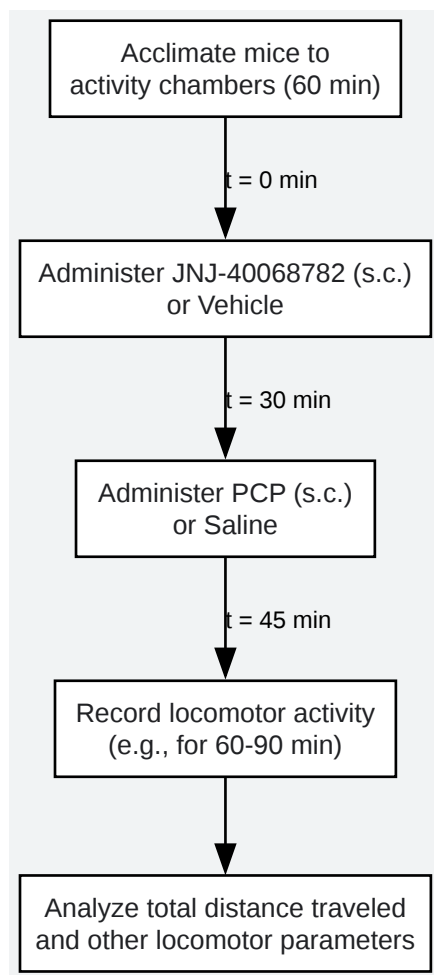 Acclimate mice to
activity chambers (60 min)
t = 0 min
Administer JNJ-40068782 (s.c.)
or Vehicle
t = 30 min
Administer PCP (s.c.)
or Saline
t = 45 min
Record locomotor activity
(e.g., for 60-90 min)
Analyze total distance traveled
and other locomotor parameters